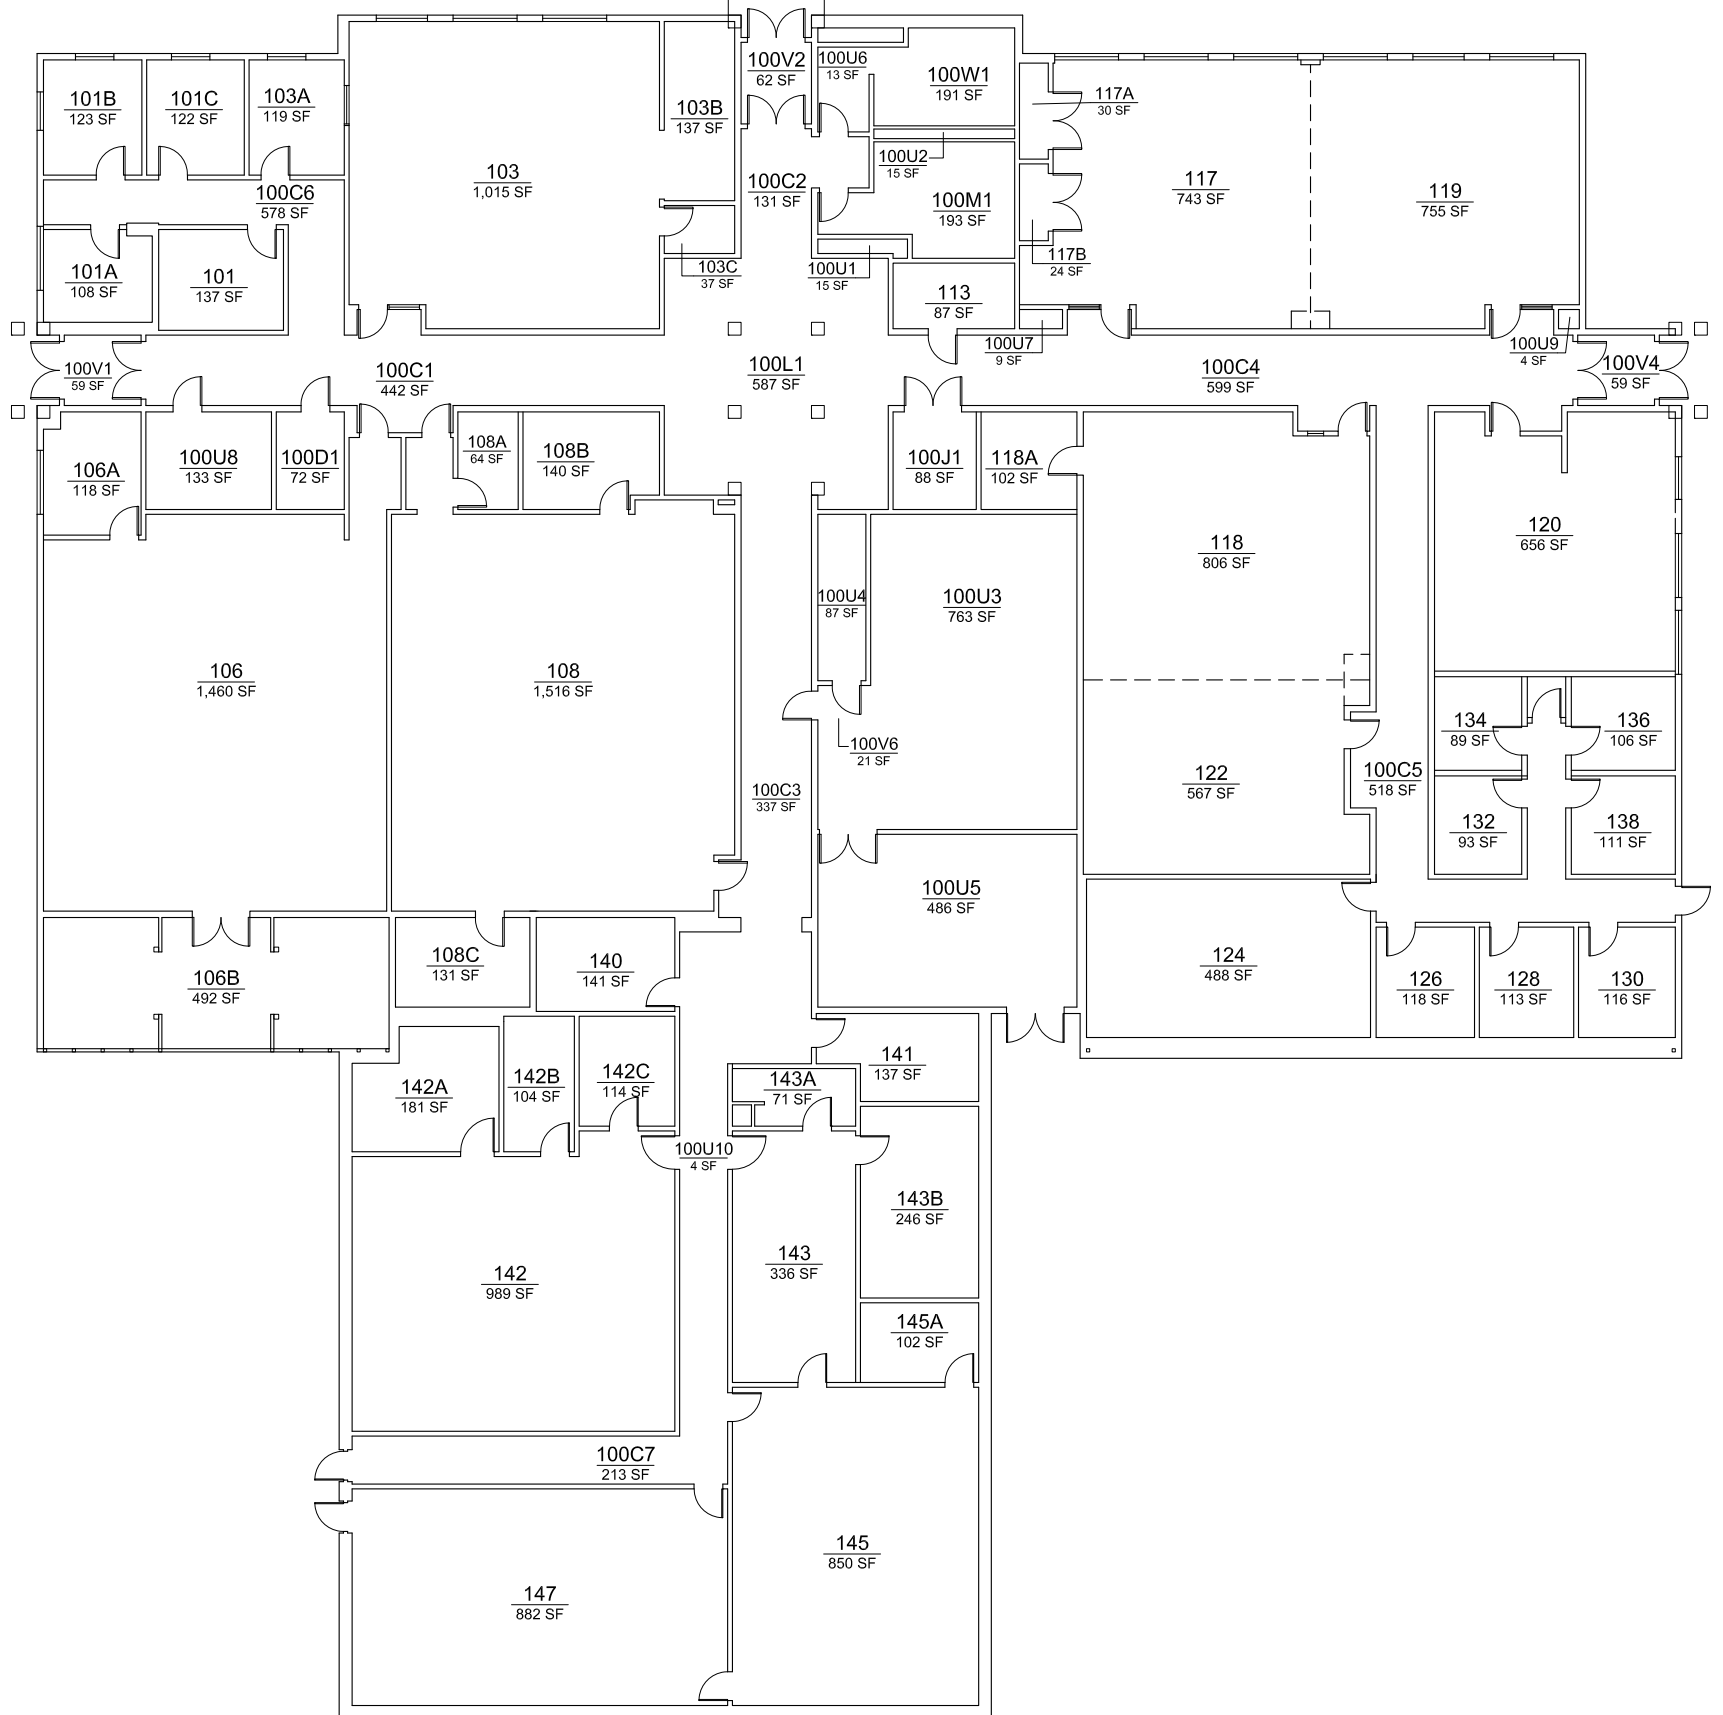 100V2
62 SF
100U6
13 SF
100W1
191 SF
101B
123 SF
101C
122 SF
103A
119 SF
103B
137 SF
117A
30 SF
103
1,015 SF
100U2
15 SF
100C2
131 SF
117
743 SF
119
755 SF
100C6
578 SF
100M1
193 SF
101A
108 SF
101
137 SF
103C
37 SF
100U1
15 SF
117B
24 SF
113
87 SF
100U7
9 SF
100U9
4 SF
100V1
59 SF
100C1
442 SF
100L1
587 SF
100C4
599 SF
100V4
59 SF
106A
118 SF
100U8
133 SF
100D1
72 SF
108A
64 SF
108B
140 SF
100J1
88 SF
118A
102 SF
118
806 SF
120
656 SF
100U4
87 SF
100U3
763 SF
106
1,460 SF
108
1,516 SF
134
89 SF
136
106 SF
100V6
21 SF
100C3
337 SF
122
567 SF
100C5
518 SF
132
93 SF
138
111 SF
100U5
486 SF
106B
492 SF
108C
131 SF
140
141 SF
124
488 SF
126
118 SF
128
113 SF
130
116 SF
142A
181 SF
142B
104 SF
142C
114 SF
143A
71 SF
141
137 SF
100U10
4 SF
143B
246 SF
142
989 SF
143
336 SF
145A
102 SF
100C7
213 SF
145
850 SF
147
882 SF